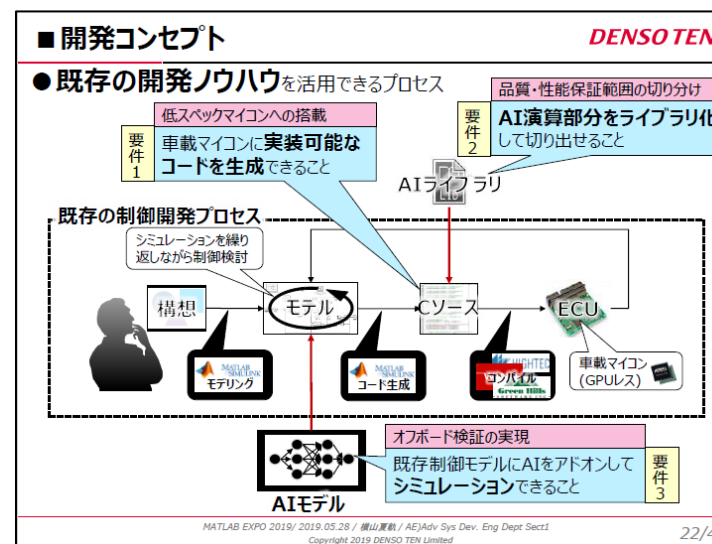 ■開発コンセプト
DENSO TEN
●既存の開発ノウハウを活用できるプロセス
低スペックマイコンへの搭載
要件1
車載マイコンに実装可能な
コードを生成できること
品質・性能保証範囲の切り分け
要件2
AI演算部分をライブラリ化
して切り出せること
AIライブラリ
既存の制御開発プロセス
シミュレーションを繰り
返しながら制御検討
構想
モデル
Cソース
ECU
MATLAB
SIMULINK
モデリング
MATLAB
SIMULINK
コード生成
HIGHTEC
コンパイル
Green Hills
車載マイコン
(GPUレス)
AIモデル
オフボード検証の実現
既存制御モデルにAIをアドオンして
シミュレーションできること
要件3
MATLAB EXPO 2019/ 2019.05.28 / 横山夏軌 / AE)Adv Sys Dev. Eng Dept Sect1
Copyright 2019 DENSO TEN Limited
22/4